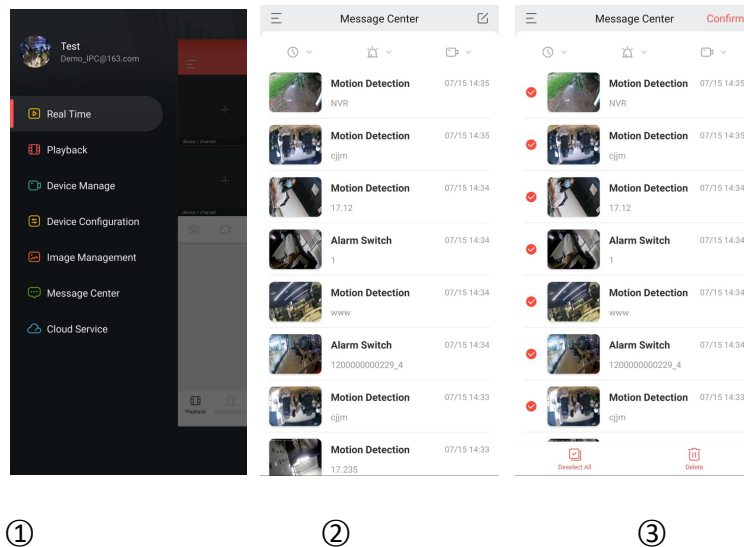 Test
Demo_IPC@163.com
Real Time
Playback
Device Manage
Device Configuration
Image Management
Message Center
Cloud Service
device / channel
device / channel
Playback
Message Center
Motion Detection 07/15 14:35
NVR
Motion Detection 07/15 14:35
cjjm
Motion Detection 07/15 14:34
17.12
Alarm Switch 07/15 14:34
1
Motion Detection 07/15 14:34
www
Alarm Switch 07/15 14:34
1200000000229_4
Motion Detection 07/15 14:33
cjjm
Motion Detection 07/15 14:33
17.235
Message Center Confirm
Motion Detection 07/15 14:35
NVR
Motion Detection 07/15 14:35
cjjm
Motion Detection 07/15 14:34
17.12
Alarm Switch 07/15 14:34
1
Motion Detection 07/15 14:34
www
Alarm Switch 07/15 14:34
1200000000229_4
Motion Detection 07/15 14:33
cjjm
Deselect All Delete
① ② ③